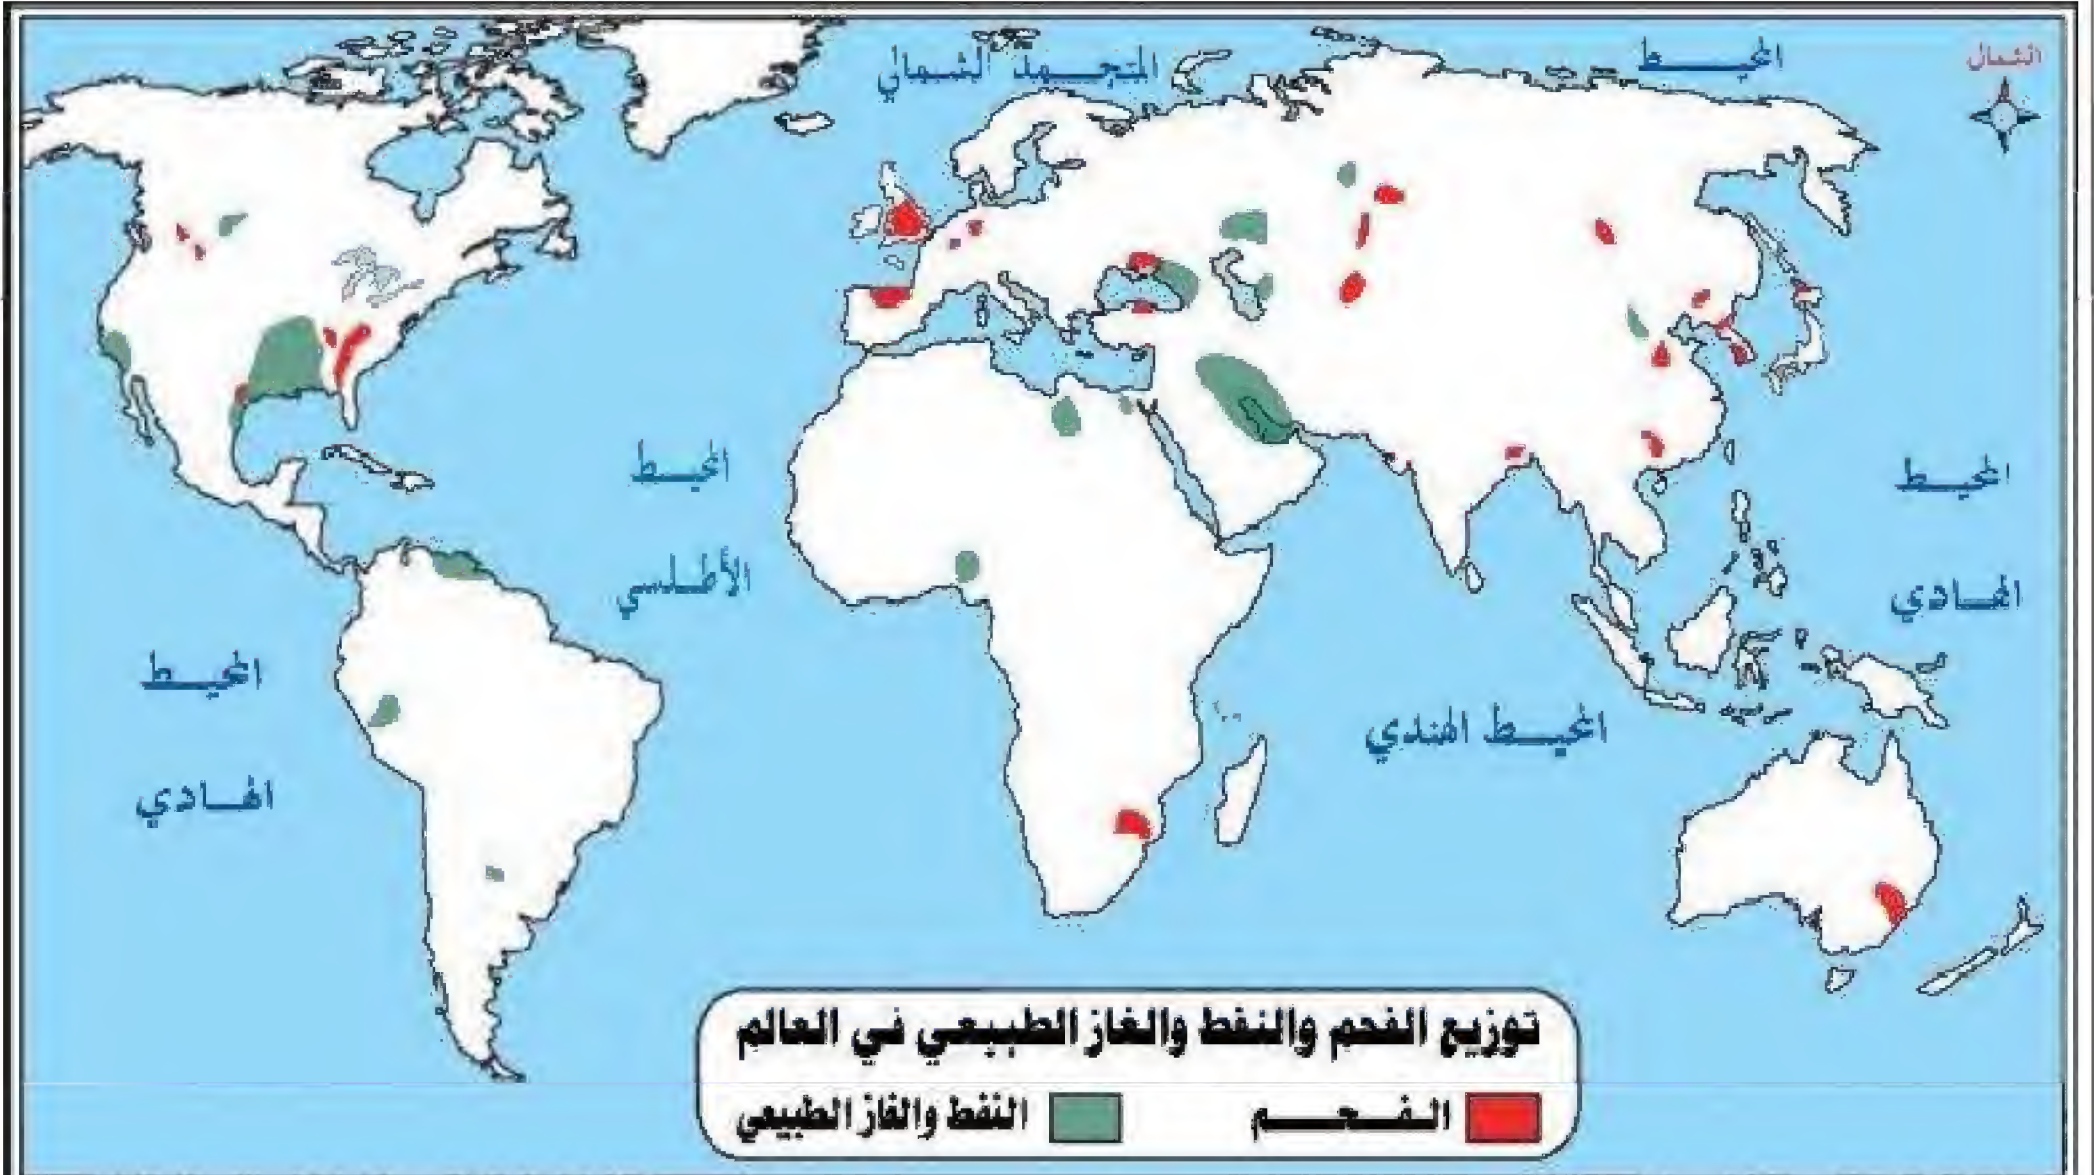 المحيط
المتجمد الشمالي
الشمال
المحيط
الأطلسي
المحيط
الهادي
المحيط
الهادي
المحيط الهندي
توزيع الفحم والنفط والغاز الطبيعي في العالم
الفحم
النفط والغاز الطبيعي